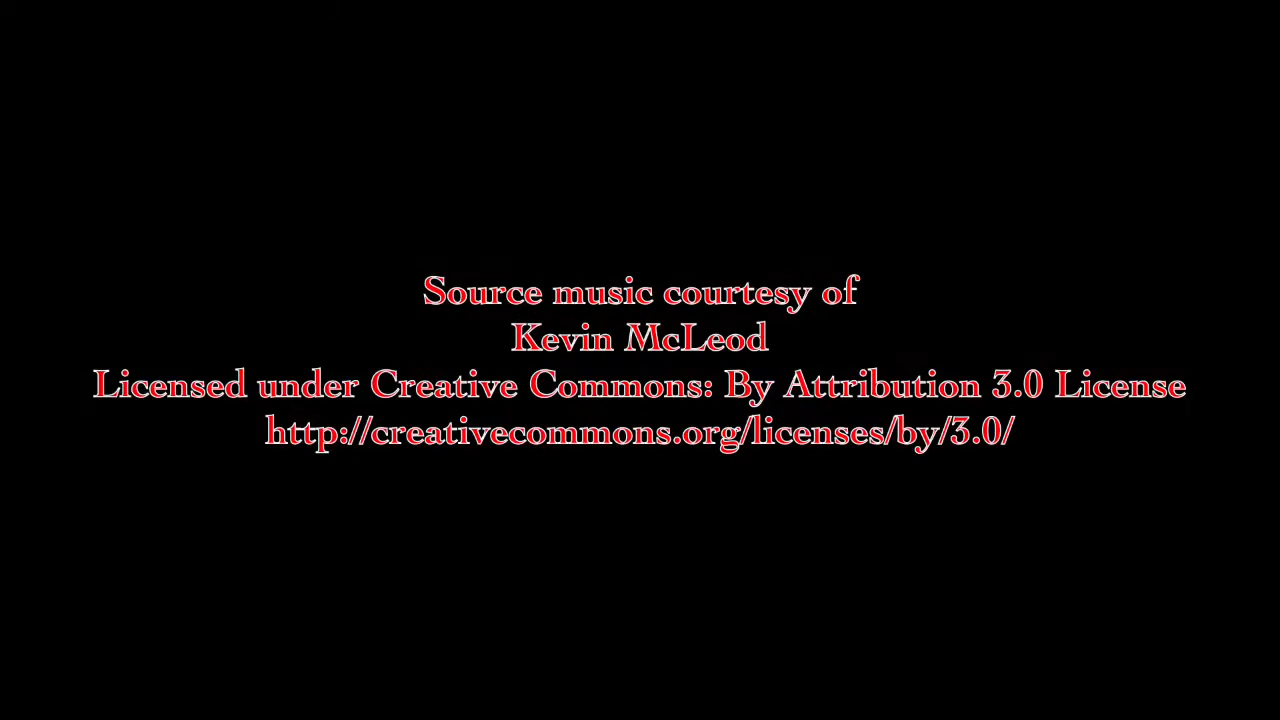 Source music courtesy of
Kevin McLeod
Licensed under Creative Commons: By Attribution 3.0 License
http://creativecommons.org/licenses/by/3.0/